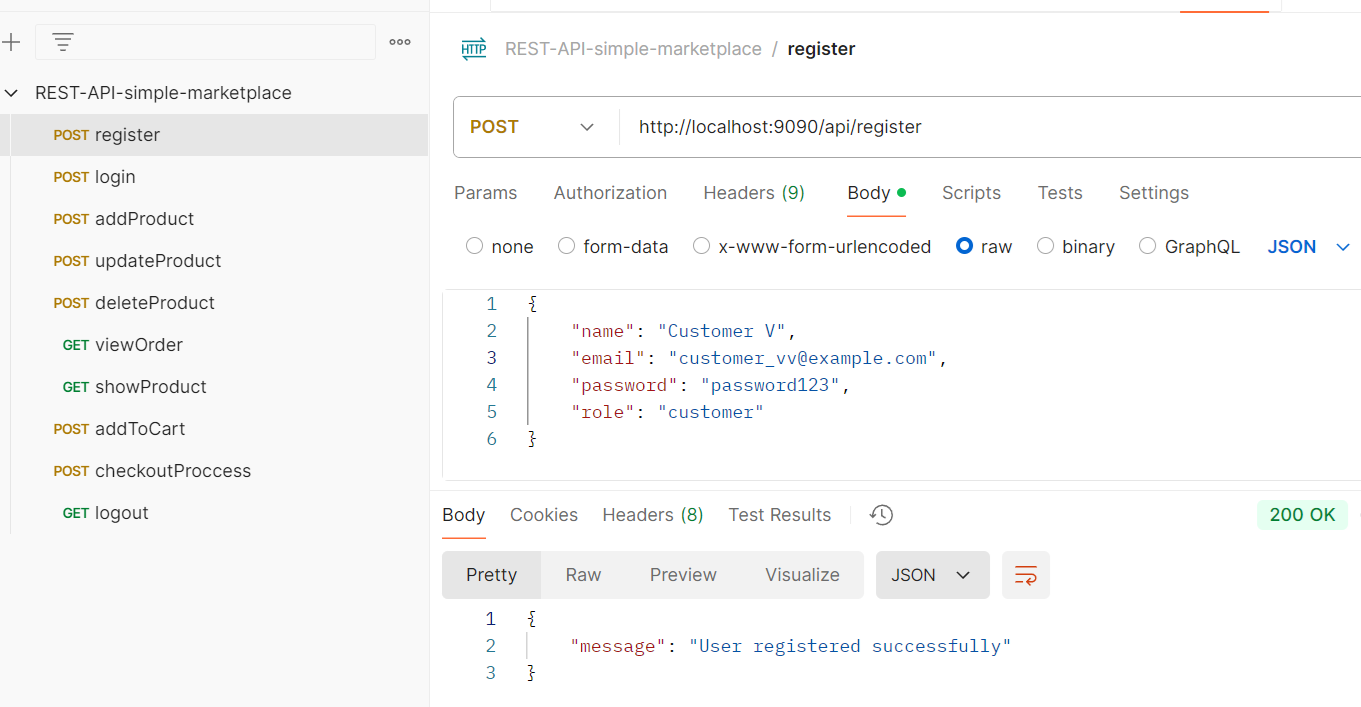 REST-API-simple-marketplace
POST register
POST login
POST addProduct
POST updateProduct
POST deleteProduct
GET viewOrder
GET showProduct
POST addToCart
POST checkoutProccess
GET logout
HTTP REST-API-simple-marketplace / register
POST http://localhost:9090/api/register
Params Authorization Headers (9) Body Scripts Tests Settings
none form-data x-www-form-urlencoded raw binary GraphQL JSON
1 {
2 "name": "Customer V",
3 "email": "customer_vv@example.com",
4 "password": "password123",
5 "role": "customer"
6 }
Body Cookies Headers (8) Test Results 200 OK
Pretty Raw Preview Visualize JSON
1 {
2 "message": "User registered successfully"
3 }